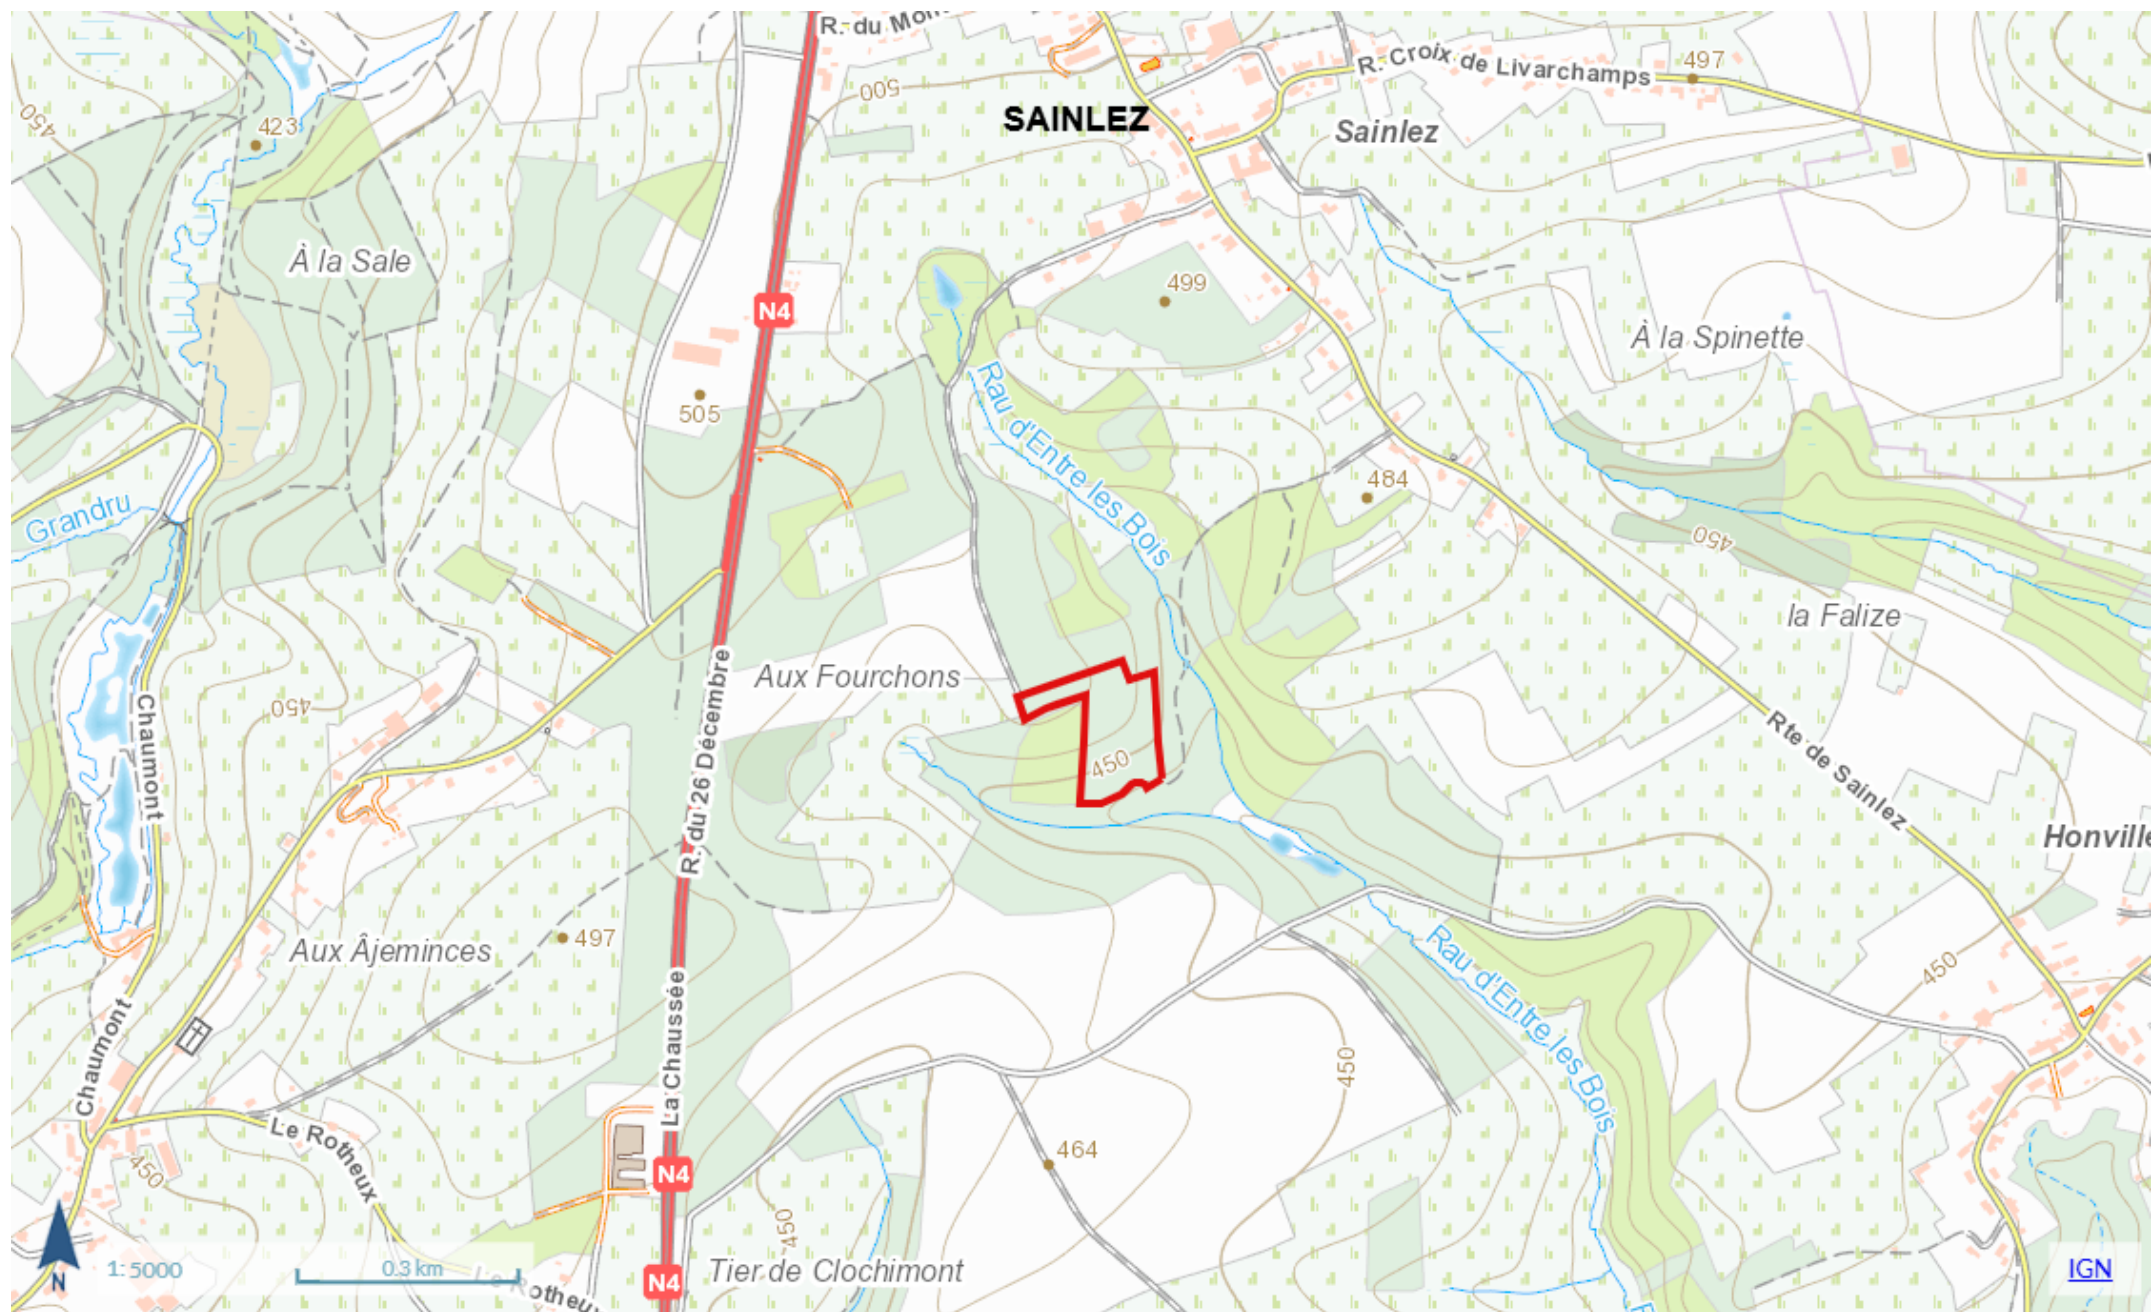 R. du Mon
500
R. Croix de Livarchamps
497
SAINLEZ
Sainlez
450
423
À la Sale
N4
499
À la Spinette
505
Rau d'Entre les Bois
484
Grandru
450
la Falize
Aux Fourchons
R. du 26 Décembre
450
Chaumont
450
Rte de Sainlez
Honville
Aux Âjeminces
497
La Chaussée
Rau d'Entre les Bois
450
450
Chaumont
Le Rotheux
464
450
N4
450
Tier de Clochimont
N4
N
1: 5000
0.3 km
Le Rotheux
IGN